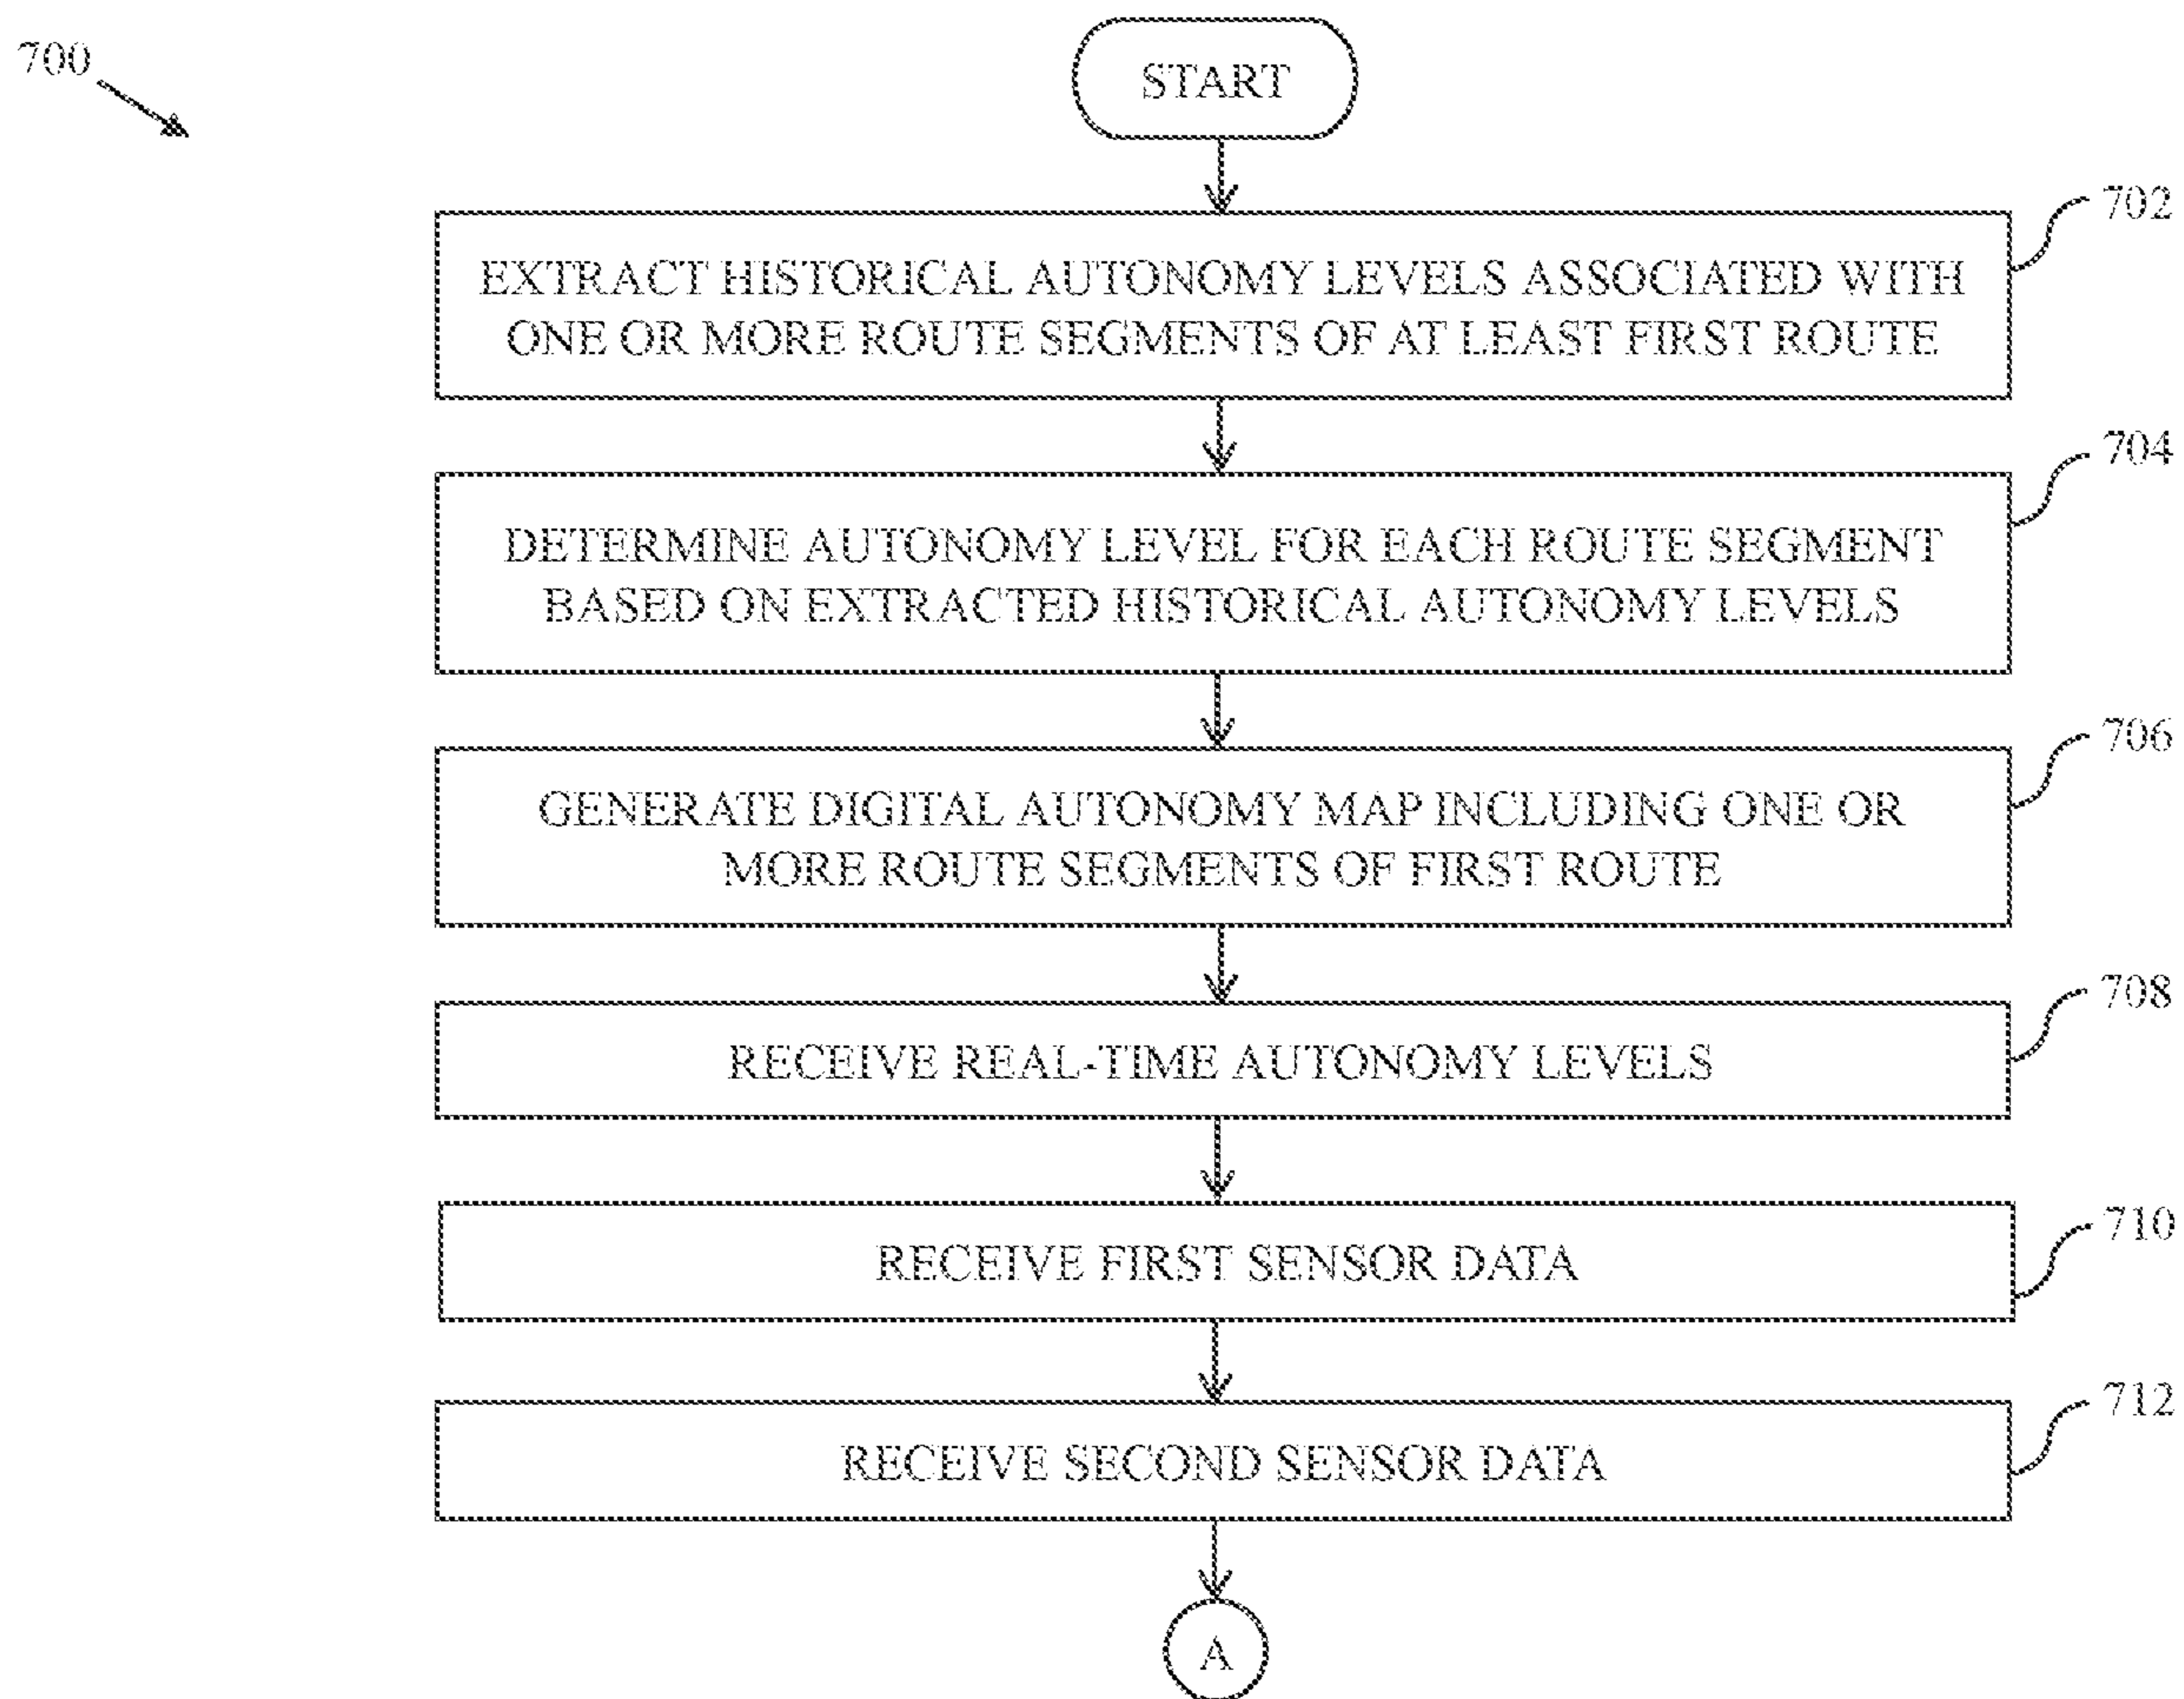 700
START
702
EXTRACT HISTORICAL AUTONOMY LEVELS ASSOCIATED WITH
ONE OR MORE ROUTE SEGMENTS OF AT LEAST FIRST ROUTE
704
DETERMINE AUTONOMY LEVEL FOR EACH ROUTE SEGMENT
BASED ON EXTRACTED HISTORICAL AUTONOMY LEVELS
706
GENERATE DIGITAL AUTONOMY MAP INCLUDING ONE OR
MORE ROUTE SEGMENTS OF FIRST ROUTE
708
RECEIVE REAL-TIME AUTONOMY LEVELS
710
RECEIVE FIRST SENSOR DATA
712
RECEIVE SECOND SENSOR DATA
A